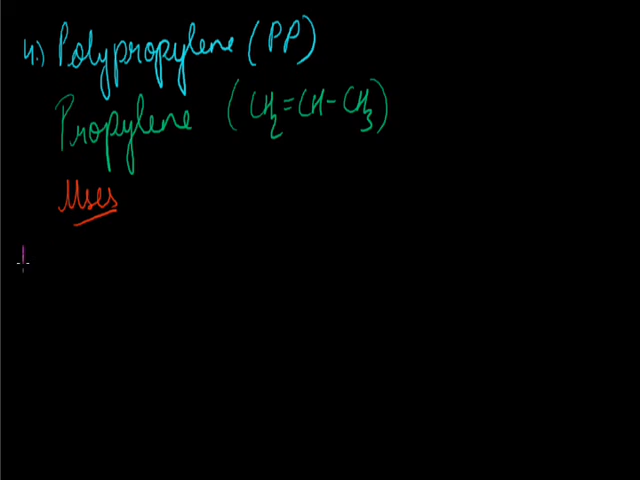 4.) Polypropylene (PP)
Propylene (CH₂=CH-CH₃)
Uses